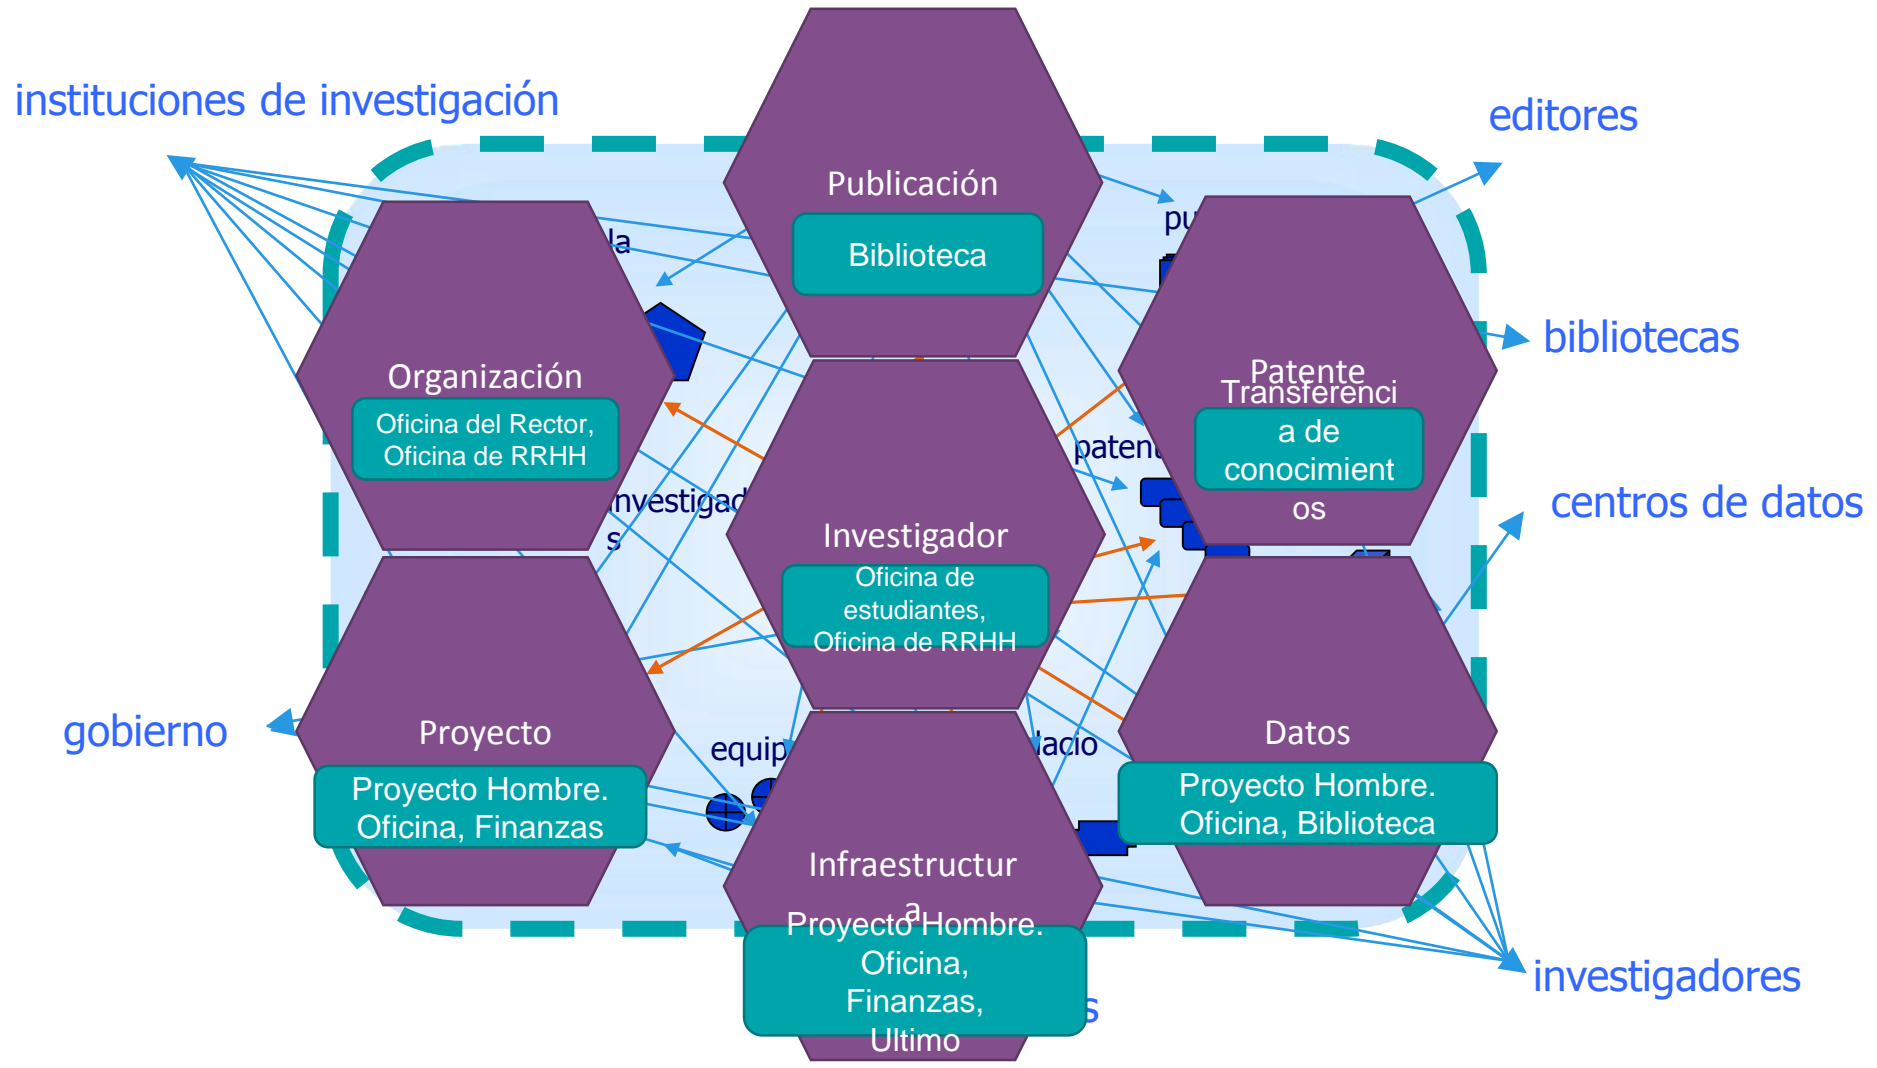 instituciones de investigación
editores
bibliotecas
centros de datos
gobierno
investigadores
Publicación
Biblioteca
Organización
Oficina del Rector,
Oficina de RRHH
Patente
Transferenci
a de
conocimient
os
Investigador
Oficina de
estudiantes,
Oficina de RRHH
Proyecto
Proyecto Hombre.
Oficina, Finanzas
Datos
Proyecto Hombre.
Oficina, Biblioteca
Infraestructur
a
Proyecto Hombre.
Oficina,
Finanzas,
Ultimo
la
pu
patent
nvestigad
s
equip
lacio
s